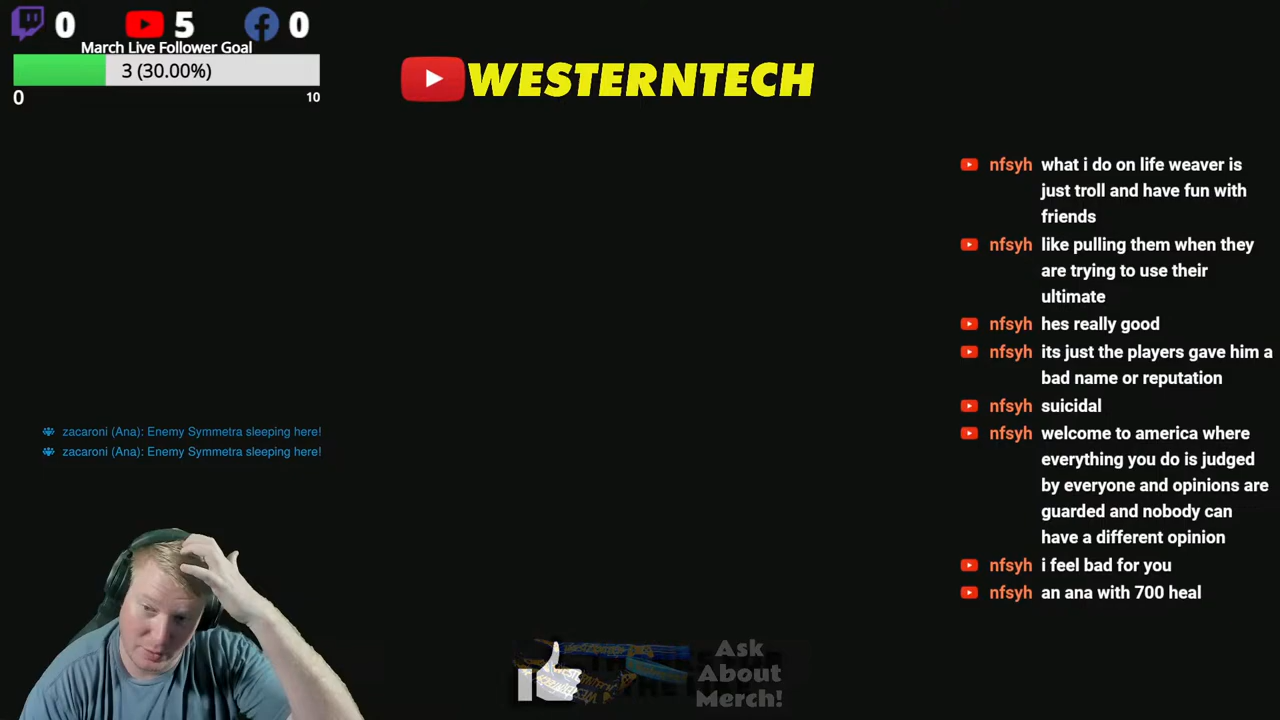 0 5 0
March Live Follower Goal
3 (30.00%)
0 10
WESTERNTECH
nfsyh what i do on life weaver is
just troll and have fun with
friends
nfsyh like pulling them when they
are trying to use their
ultimate
nfsyh hes really good
nfsyh its just the players gave him a
bad name or reputation
nfsyh suicidal
nfsyh welcome to america where
everything you do is judged
by everyone and opinions are
guarded and nobody can
have a different opinion
nfsyh i feel bad for you
nfsyh an ana with 700 heal
zacaroni (Ana): Enemy Symmetra sleeping here!
zacaroni (Ana): Enemy Symmetra sleeping here!
Ask
About
Merch!